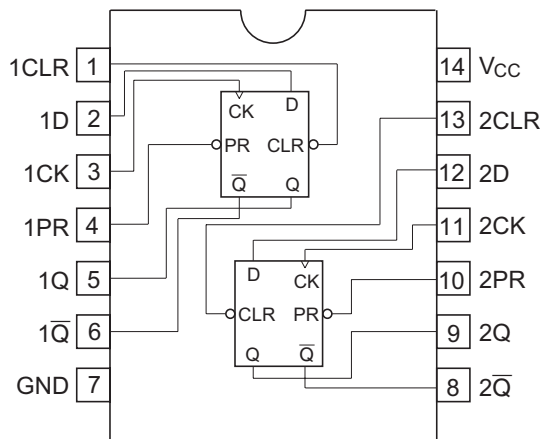 1CLR 1
1D 2
1CK 3
1PR 4
1Q 5
1Q̅ 6
GND 7
CK D
PR CLR
Q̅ Q
D CK
CLR PR
Q Q̅
14 VCC
13 2CLR
12 2D
11 2CK
10 2PR
9 2Q
8 2Q̅